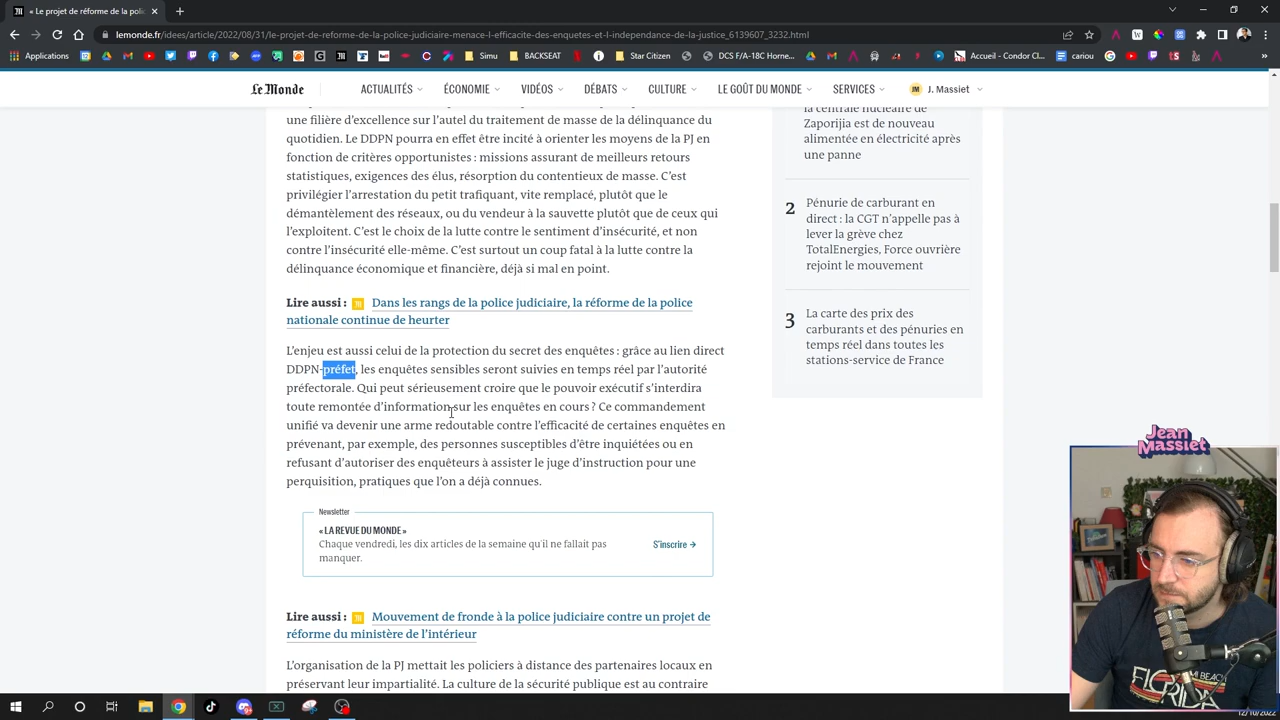 « Le projet de réforme de la poli
lemonde.fr/idees/article/2022/08/31/le-projet-de-reforme-de-la-police-judiciaire-menace-l-efficacite-des-enquetes-et-l-independance-de-la-justice_6139607_3232.html
Applications
Simu
BACKSEAT
Star Citizen
DCS F/A-18C Horne...
Accueil - Condor Cl...
cariou
Le Monde
ACTUALITÉS
ÉCONOMIE
VIDÉOS
DÉBATS
CULTURE
LE GOÛT DU MONDE
SERVICES
JM J. Massiet
une filière d'excellence sur l'autel du traitement de masse de la délinquance du
quotidien. Le DDPN pourra en effet être incité à orienter les moyens de la PJ en
fonction de critères opportunistes : missions assurant de meilleurs retours
statistiques, exigences des élus, résorption du contentieux de masse. C'est
privilégier l'arrestation du petit trafiquant, vite remplacé, plutôt que le
démantèlement des réseaux, ou du vendeur à la sauvette plutôt que de ceux qui
l'exploitent. C'est le choix de la lutte contre le sentiment d'insécurité, et non
contre l'insécurité elle-même. C'est surtout un coup fatal à la lutte contre la
délinquance économique et financière, déjà si mal en point.
Lire aussi : Dans les rangs de la police judiciaire, la réforme de la police
nationale continue de heurter
L'enjeu est aussi celui de la protection du secret des enquêtes : grâce au lien direct
DDPN-préfet, les enquêtes sensibles seront suivies en temps réel par l'autorité
préfectorale. Qui peut sérieusement croire que le pouvoir exécutif s'interdira
toute remontée d'information sur les enquêtes en cours ? Ce commandement
unifié va devenir une arme redoutable contre l'efficacité de certaines enquêtes en
prévenant, par exemple, des personnes susceptibles d'être inquiétées ou en
refusant d'autoriser des enquêteurs à assister le juge d'instruction pour une
perquisition, pratiques que l'on a déjà connues.
Newsletter
« LA REVUE DU MONDE »
Chaque vendredi, les dix articles de la semaine qu'il ne fallait pas
manquer.
S'inscrire →
Lire aussi : Mouvement de fronde à la police judiciaire contre un projet de
réforme du ministère de l'intérieur
L'organisation de la PJ mettait les policiers à distance des partenaires locaux en
préservant leur impartialité. La culture de la sécurité publique est au contraire
la centrale nucléaire de
Zaporijia est de nouveau
alimentée en électricité après
une panne
2 Pénurie de carburant en
direct : la CGT n'appelle pas à
lever la grève chez
TotalEnergies, Force ouvrière
rejoint le mouvement
3 La carte des prix des
carburants et des pénuries en
temps réel dans toutes les
stations-service de France
Jean
Massiet
MIAMI BEACH
FLORIDA
12/10/2022